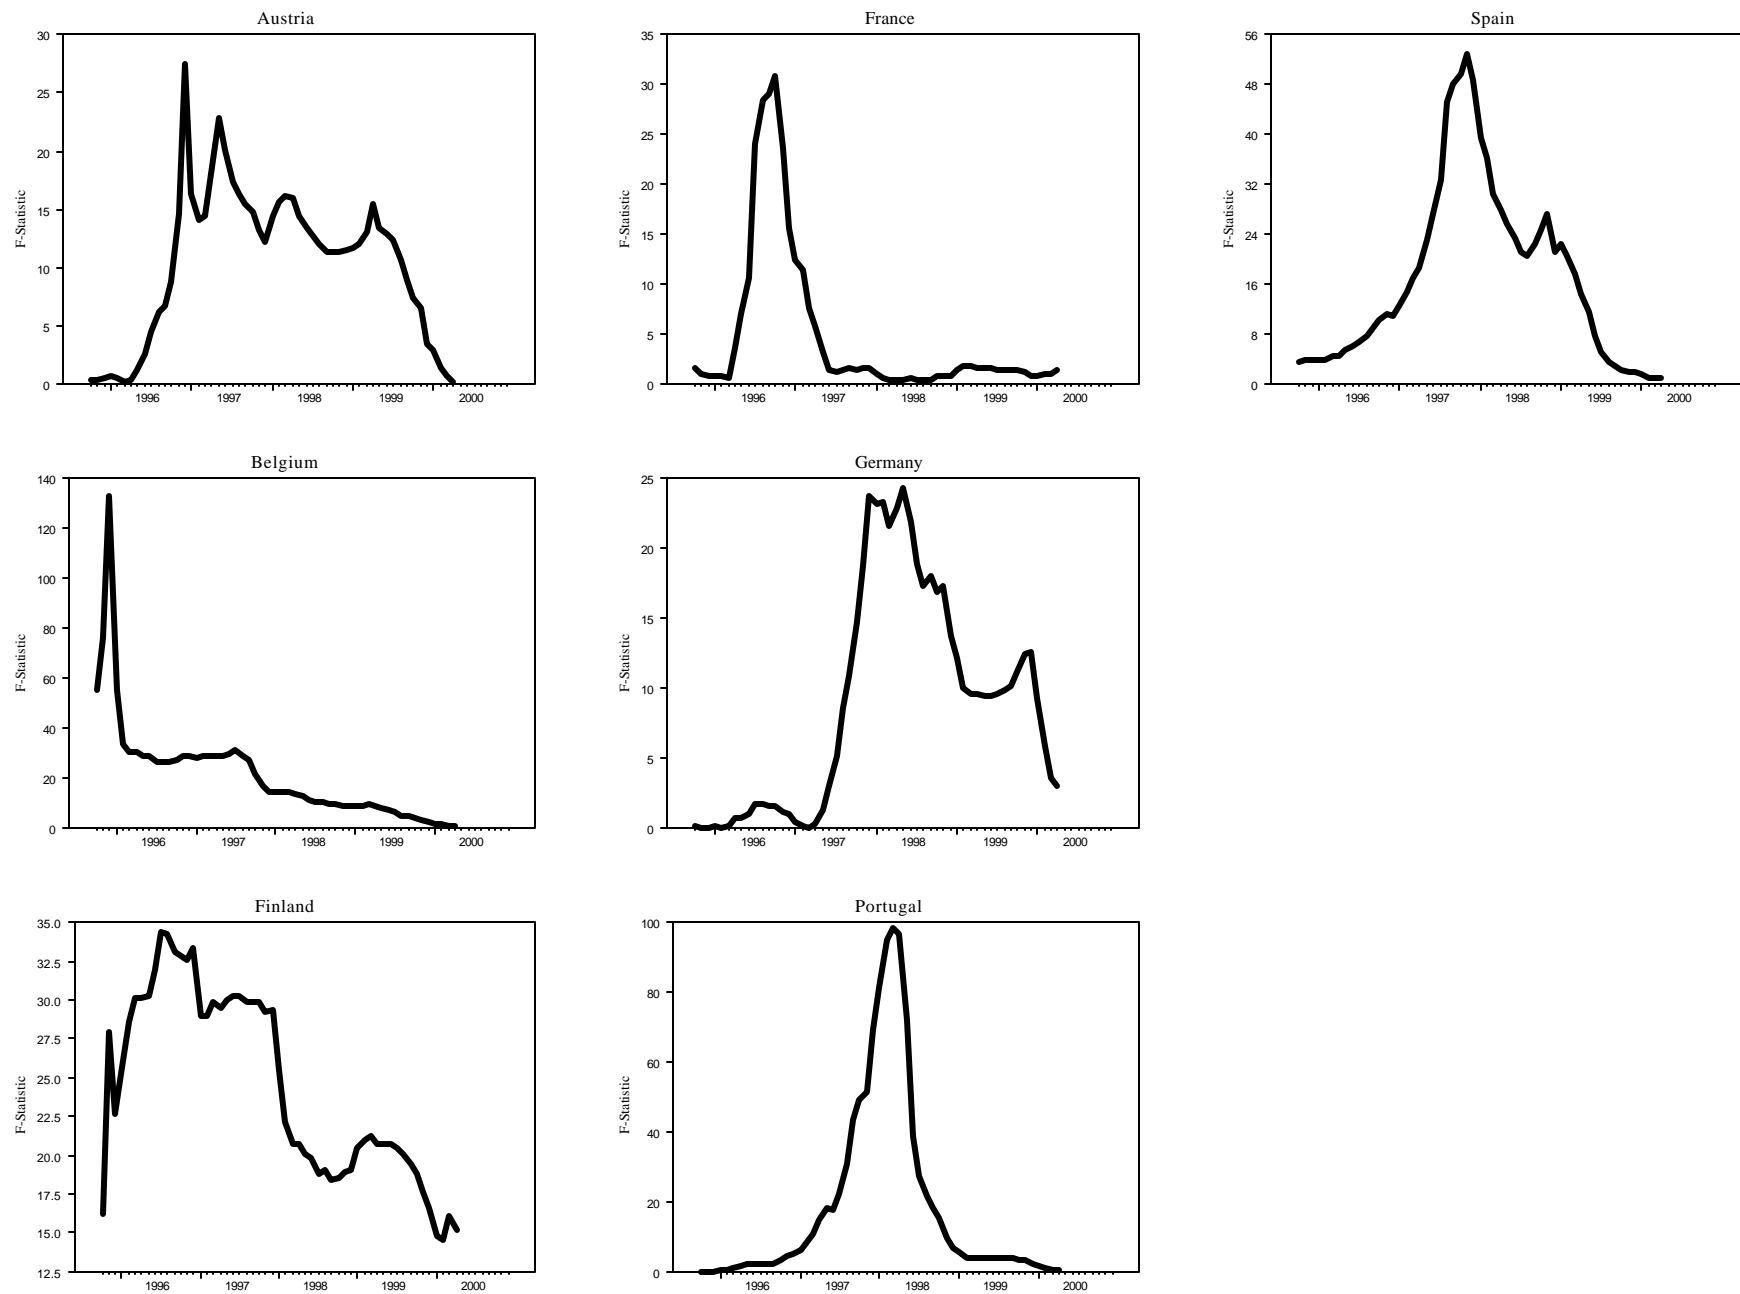 Austria
30
25
20
15
10
5
0
F-Statistic
1996 1997 1998 1999 2000
France
35
30
25
20
15
10
5
0
F-Statistic
1996 1997 1998 1999 2000
Spain
56
48
40
32
24
16
8
0
F-Statistic
1996 1997 1998 1999 2000
Belgium
140
120
100
80
60
40
20
0
F-Statistic
1996 1997 1998 1999 2000
Germany
25
20
15
10
5
0
F-Statistic
1996 1997 1998 1999 2000
Finland
35.0
32.5
30.0
27.5
25.0
22.5
20.0
17.5
15.0
12.5
F-Statistic
1996 1997 1998 1999 2000
Portugal
100
80
60
40
20
0
F-Statistic
1996 1997 1998 1999 2000